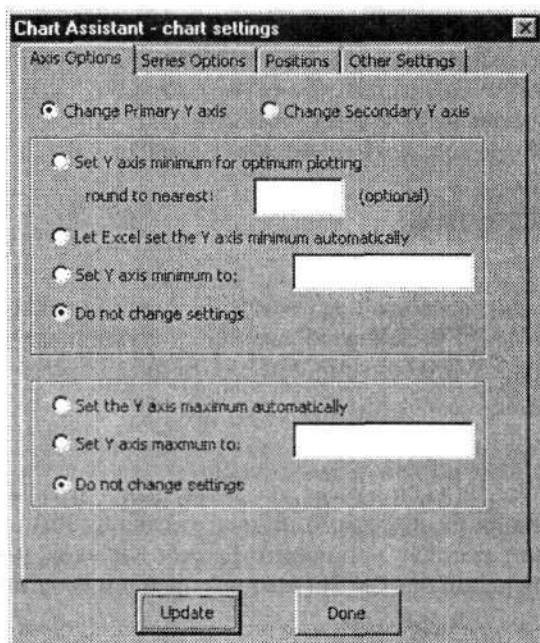 Chart Assistant - chart settings
Axis Options Series Options Positions Other Settings
Change Primary Y axis Change Secondary Y axis
Set Y axis minimum for optimum plotting
round to nearest: (optional)
Let Excel set the Y axis minimum automatically
Set Y axis minimum to:
Do not change settings
Set the Y axis maximum automatically
Set Y axis maxmum to:
Do not change settings
Update Done